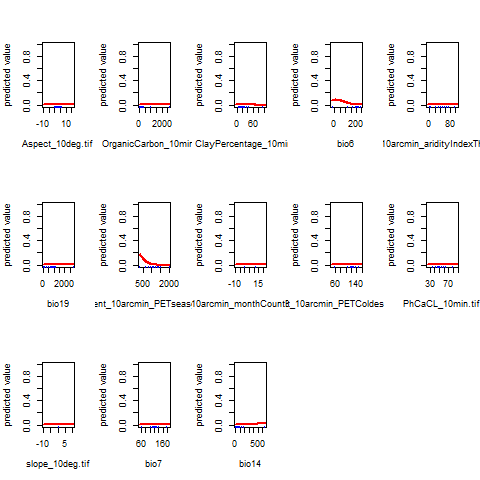 predicted value predicted value predicted value predicted value predicted value
0.0 0.4 0.8 0.0 0.4 0.8 0.0 0.4 0.8 0.0 0.4 0.8 0.0 0.4 0.8
-10 10 0 2000 0 60 0 200 0 80
Aspect_10deg.tif OrganicCarbon_10mir ClayPercentage_10mi bio6 10arcmin_aridityIndexTh
predicted value predicted value predicted value predicted value predicted value
0.0 0.4 0.8 0.0 0.4 0.8 0.0 0.4 0.8 0.0 0.4 0.8 0.0 0.4 0.8
0 2000 500 2000 -10 15 60 140 30 70
bio19 ent_10arcmin_PETseas 10arcmin_monthCount t_10arcmin_PETColdes PhCaCL_10min.tif
predicted value predicted value predicted value
0.0 0.4 0.8 0.0 0.4 0.8 0.0 0.4 0.8
-10 5 60 160 0 500
slope_10deg.tif bio7 bio14